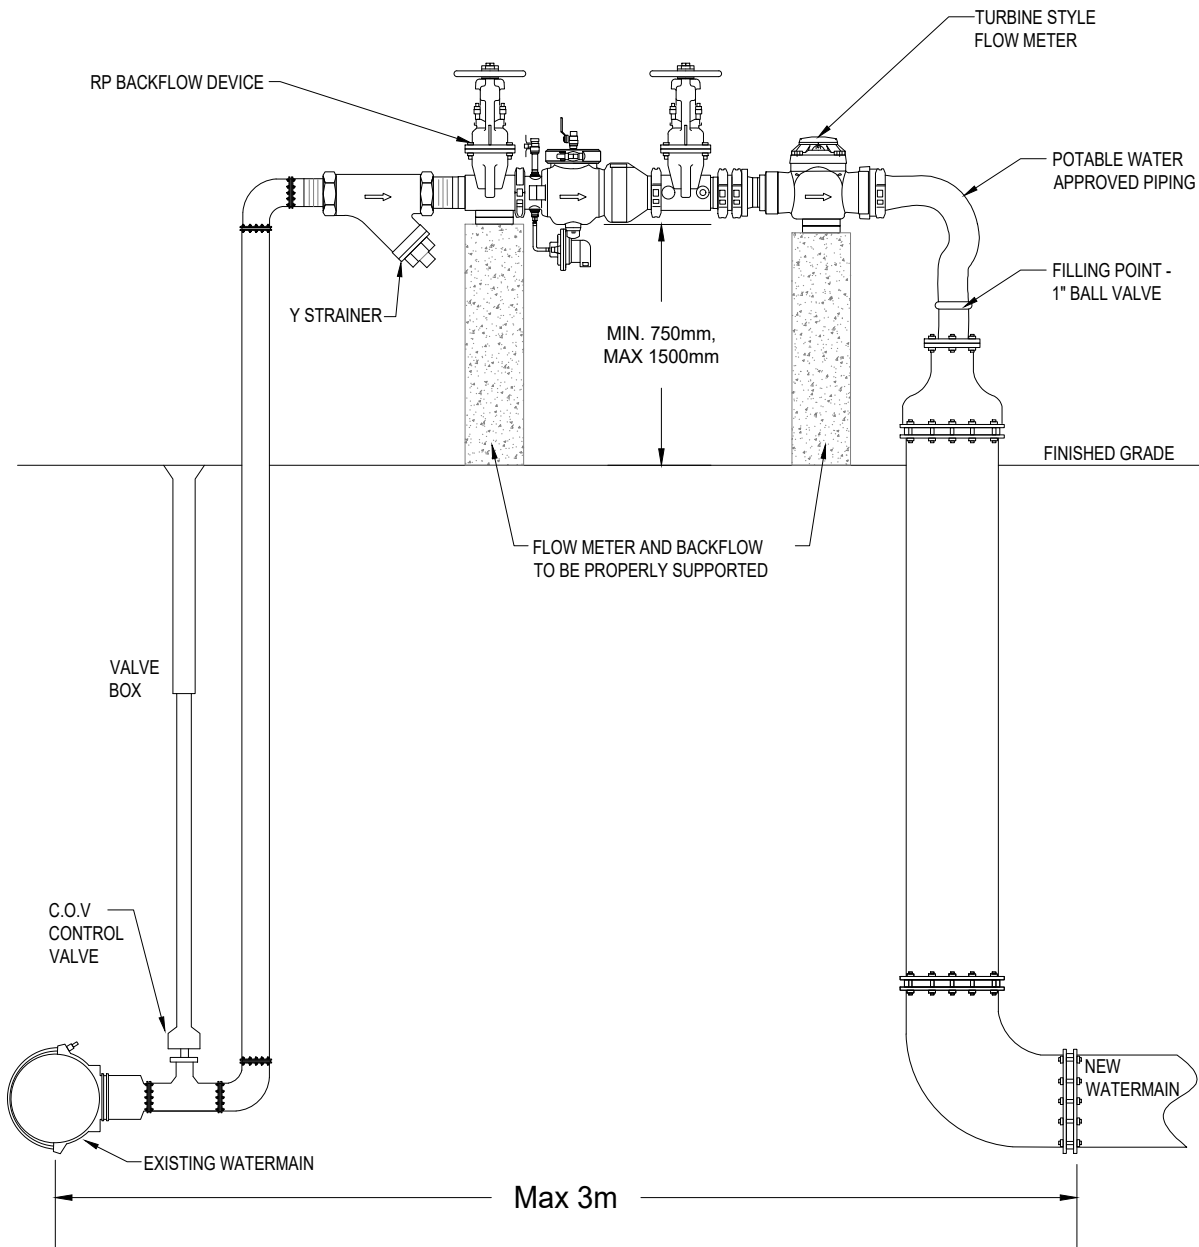 TURBINE STYLE
FLOW METER
RP BACKFLOW DEVICE
POTABLE WATER
APPROVED PIPING
FILLING POINT -
1" BALL VALVE
Y STRAINER
MIN. 750mm,
MAX 1500mm
FINISHED GRADE
FLOW METER AND BACKFLOW
TO BE PROPERLY SUPPORTED
VALVE
BOX
C.O.V
CONTROL
VALVE
NEW
WATERMAIN
EXISTING WATERMAIN
Max 3m